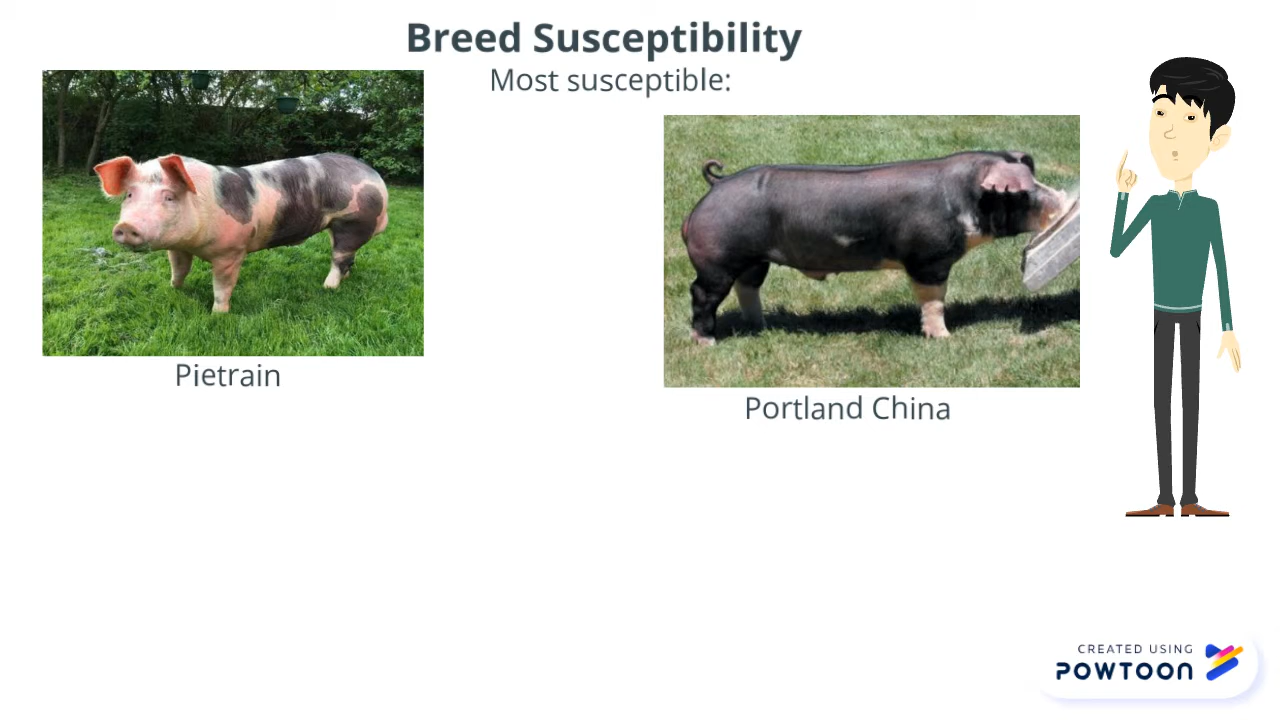 Breed Susceptibility
Most susceptible:
Pietrain
Portland China
CREATED USING
POWTOON